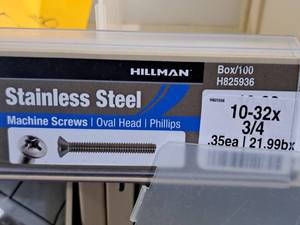 HILLMAN
Box/100
H825936
Stainless Steel
Machine Screws | Oval Head | Phillips
10-32x
3/4
.35ea | 21.99bx